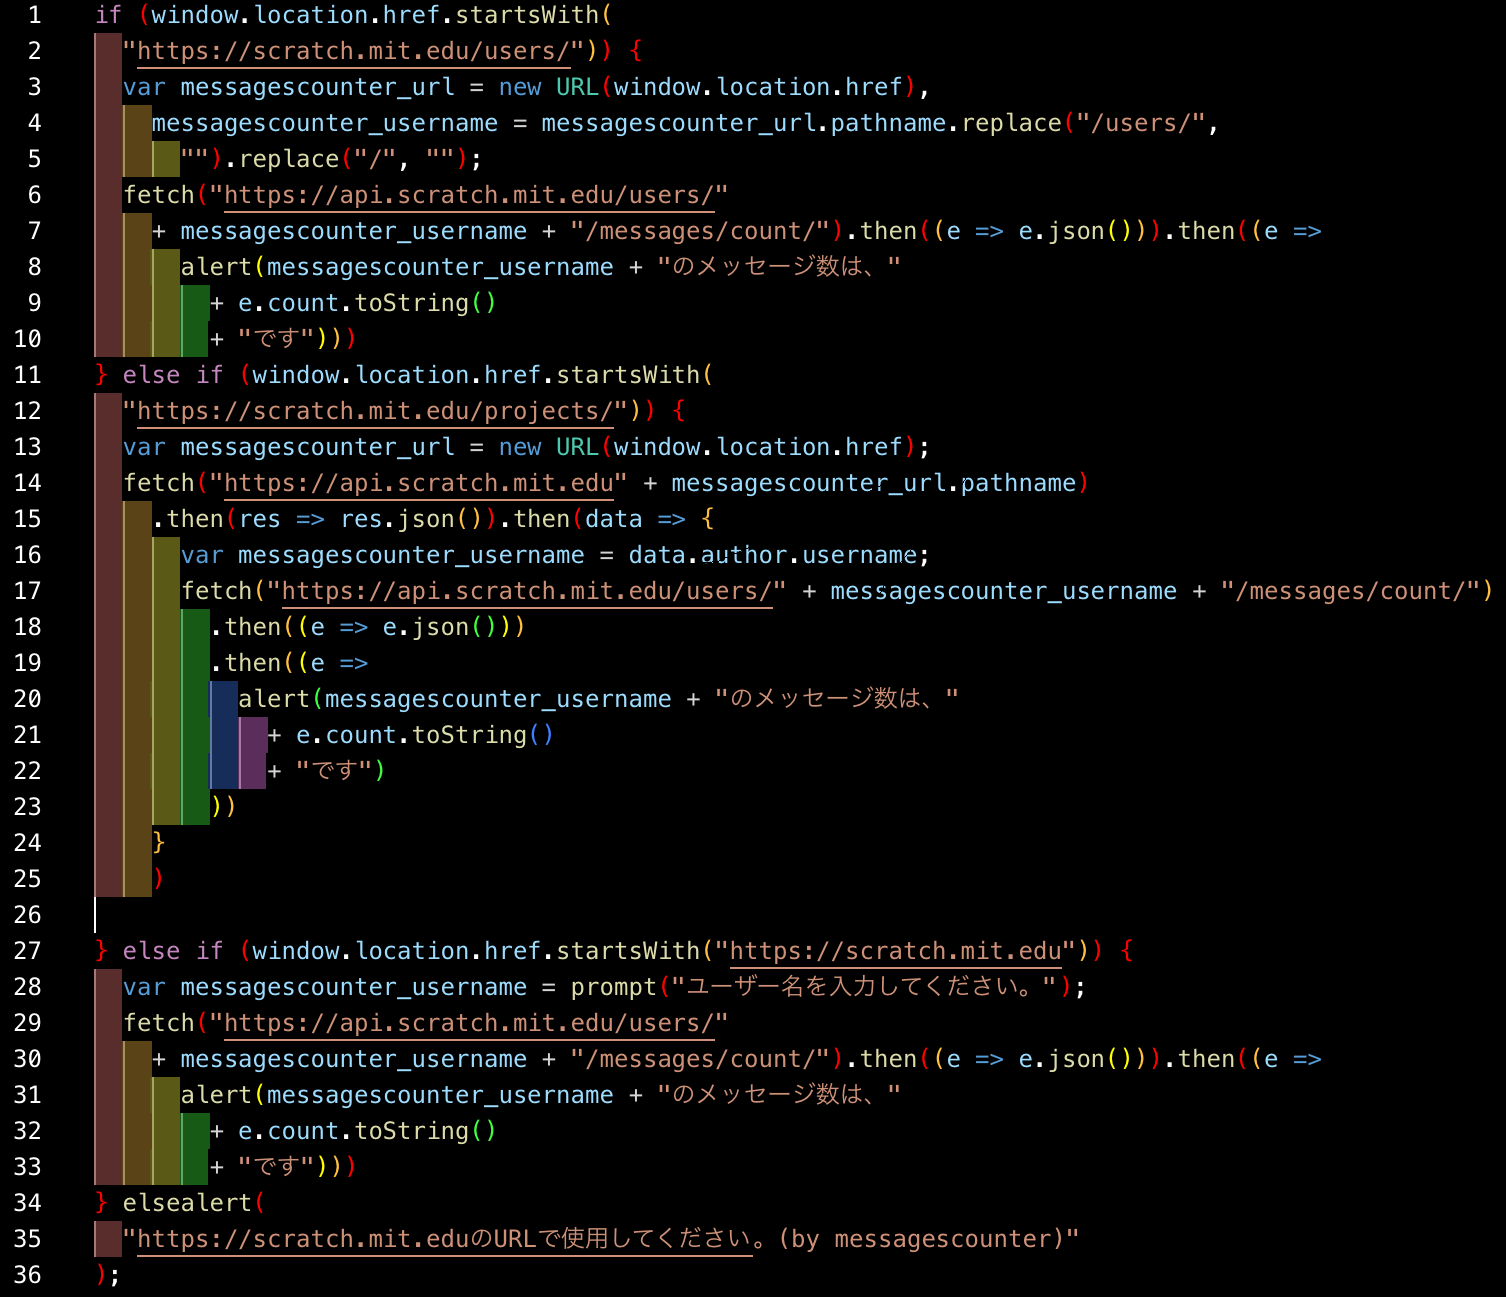 1 if (window.location.href.startsWith(
2 "https://scratch.mit.edu/users/")) {
3 var messagescounter_url = new URL(window.location.href),
4 messagescounter_username = messagescounter_url.pathname.replace("/users/",
5 "").replace("/", "");
6 fetch("https://api.scratch.mit.edu/users/"
7 + messagescounter_username + "/messages/count/").then((e => e.json())).then((e =>
8 alert(messagescounter_username + "のメッセージ数は、"
9 + e.count.toString()
10 + "です")))
11 } else if (window.location.href.startsWith(
12 "https://scratch.mit.edu/projects/")) {
13 var messagescounter_url = new URL(window.location.href);
14 fetch("https://api.scratch.mit.edu" + messagescounter_url.pathname)
15 .then(res => res.json()).then(data => {
16 var messagescounter_username = data.author.username;
17 fetch("https://api.scratch.mit.edu/users/" + messagescounter_username + "/messages/count/")
18 .then((e => e.json()))
19 .then((e =>
20 alert(messagescounter_username + "のメッセージ数は、"
21 + e.count.toString()
22 + "です")
23 ))
24 }
25 )
26
27 } else if (window.location.href.startsWith("https://scratch.mit.edu")) {
28 var messagescounter_username = prompt("ユーザー名を入力してください。");
29 fetch("https://api.scratch.mit.edu/users/"
30 + messagescounter_username + "/messages/count/").then((e => e.json())).then((e =>
31 alert(messagescounter_username + "のメッセージ数は、"
32 + e.count.toString()
33 + "です")))
34 } elsealert(
35 "https://scratch.mit.eduのURLで使用してください。(by messagescounter)"
36 );